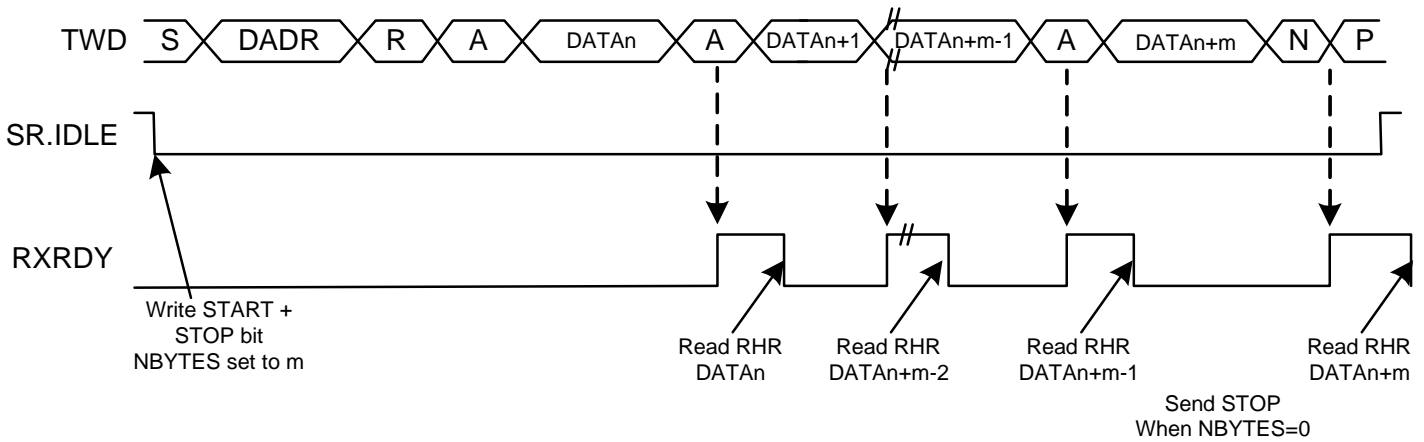 TWD S DADR R A DATAn A DATAn+1 DATAn+m-1 A DATAn+m N P
SR.IDLE
RXRDY
Write START +
STOP bit
NBYTES set to m
Read RHR
DATAn
Read RHR
DATAn+m-2
Read RHR
DATAn+m-1
Read RHR
DATAn+m
Send STOP
When NBYTES=0